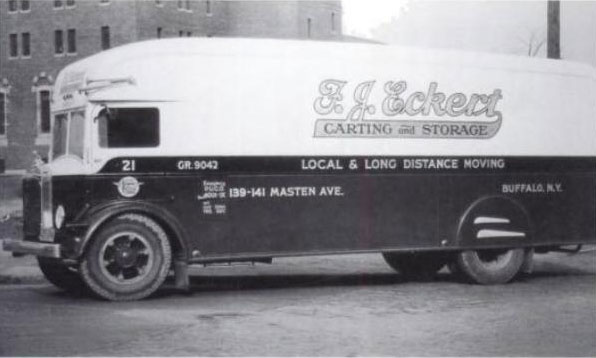 F. J. Eckert
CARTING and STORAGE
21
GR. 9042
LOCAL & LONG DISTANCE MOVING
139-141 MASTEN AVE.
BUFFALO, N.Y.